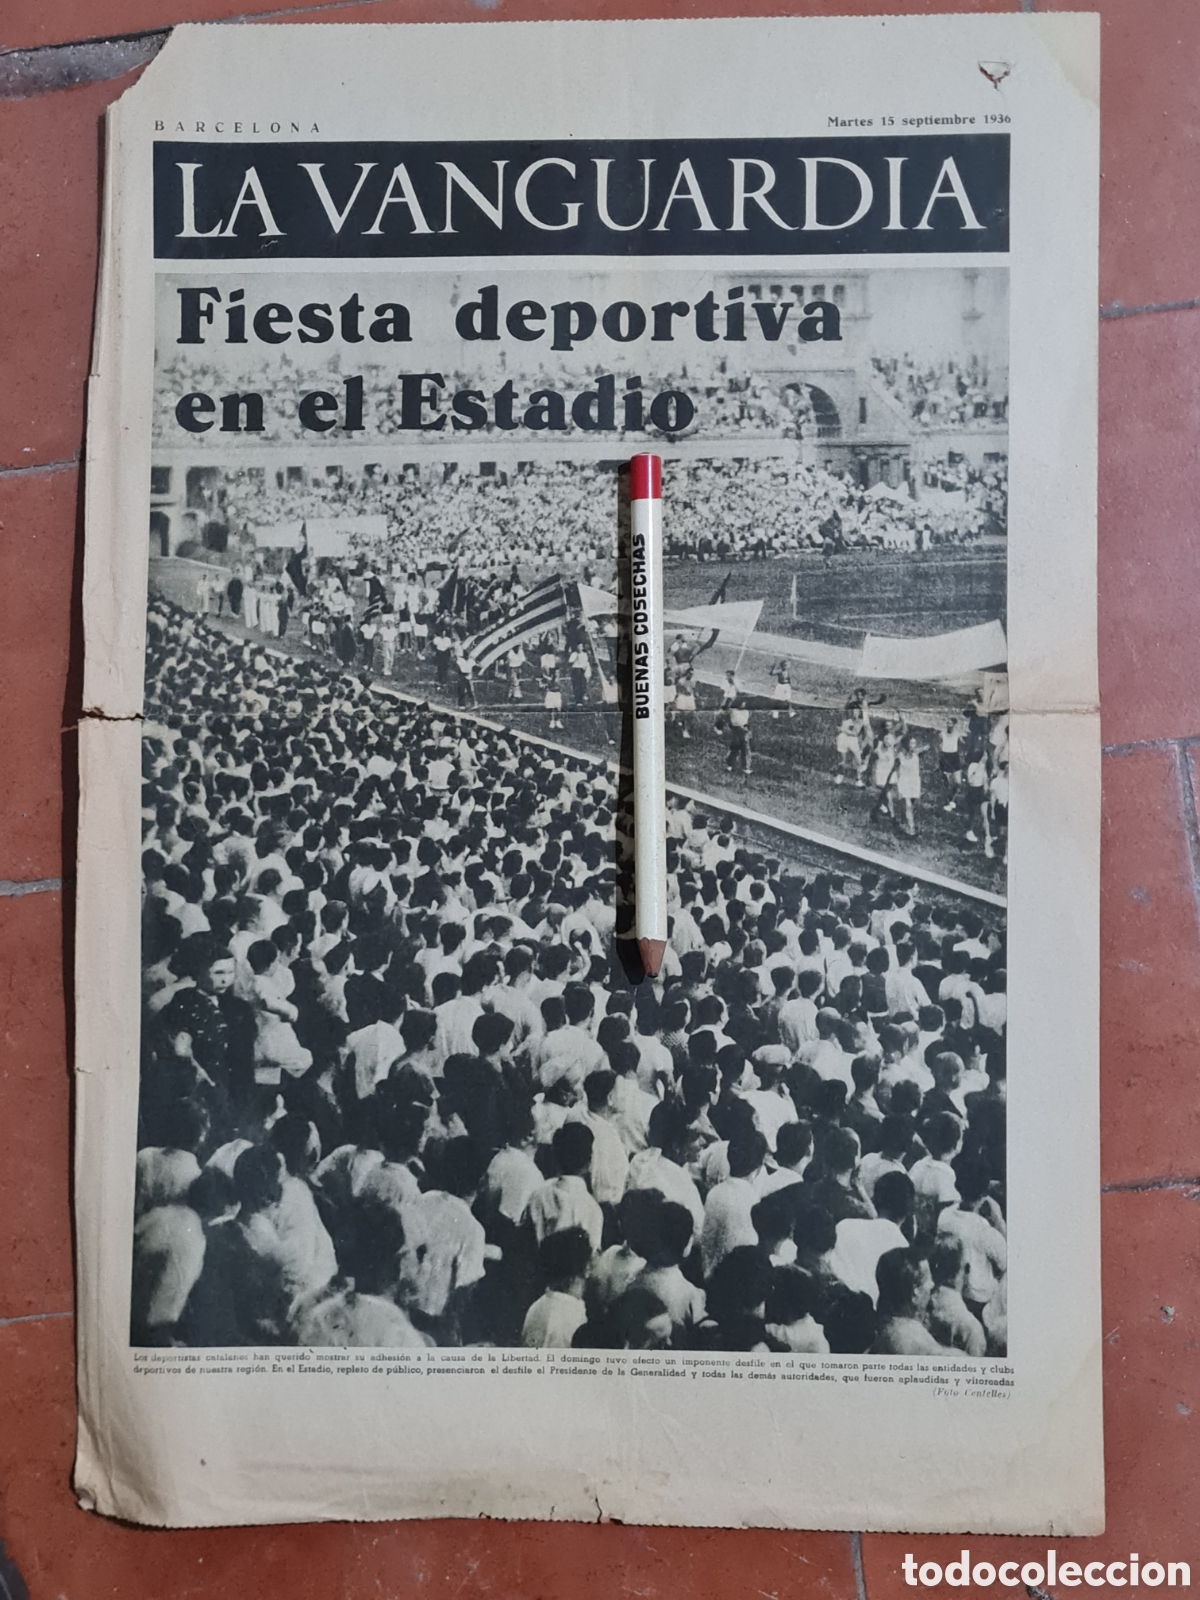 BARCELONA
Martes 15 septiembre 1936
LA VANGUARDIA
Fiesta deportiva
en el Estadio
BUENAS COSECHAS
Los deportistas catalanes han querido mostrar su adhesión a la causa de la Libertad. El domingo tuvo efecto un imponente desfile en el que tomaron parte todas las entidades y clubs
deportivos de nuestra región. En el Estadio, repleto de público, presenciaron el desfile el Presidente de la Generalidad y todas las demás autoridades, que fueron aplaudidas y vitoreadas
(Foto Centelles)
todocoleccion